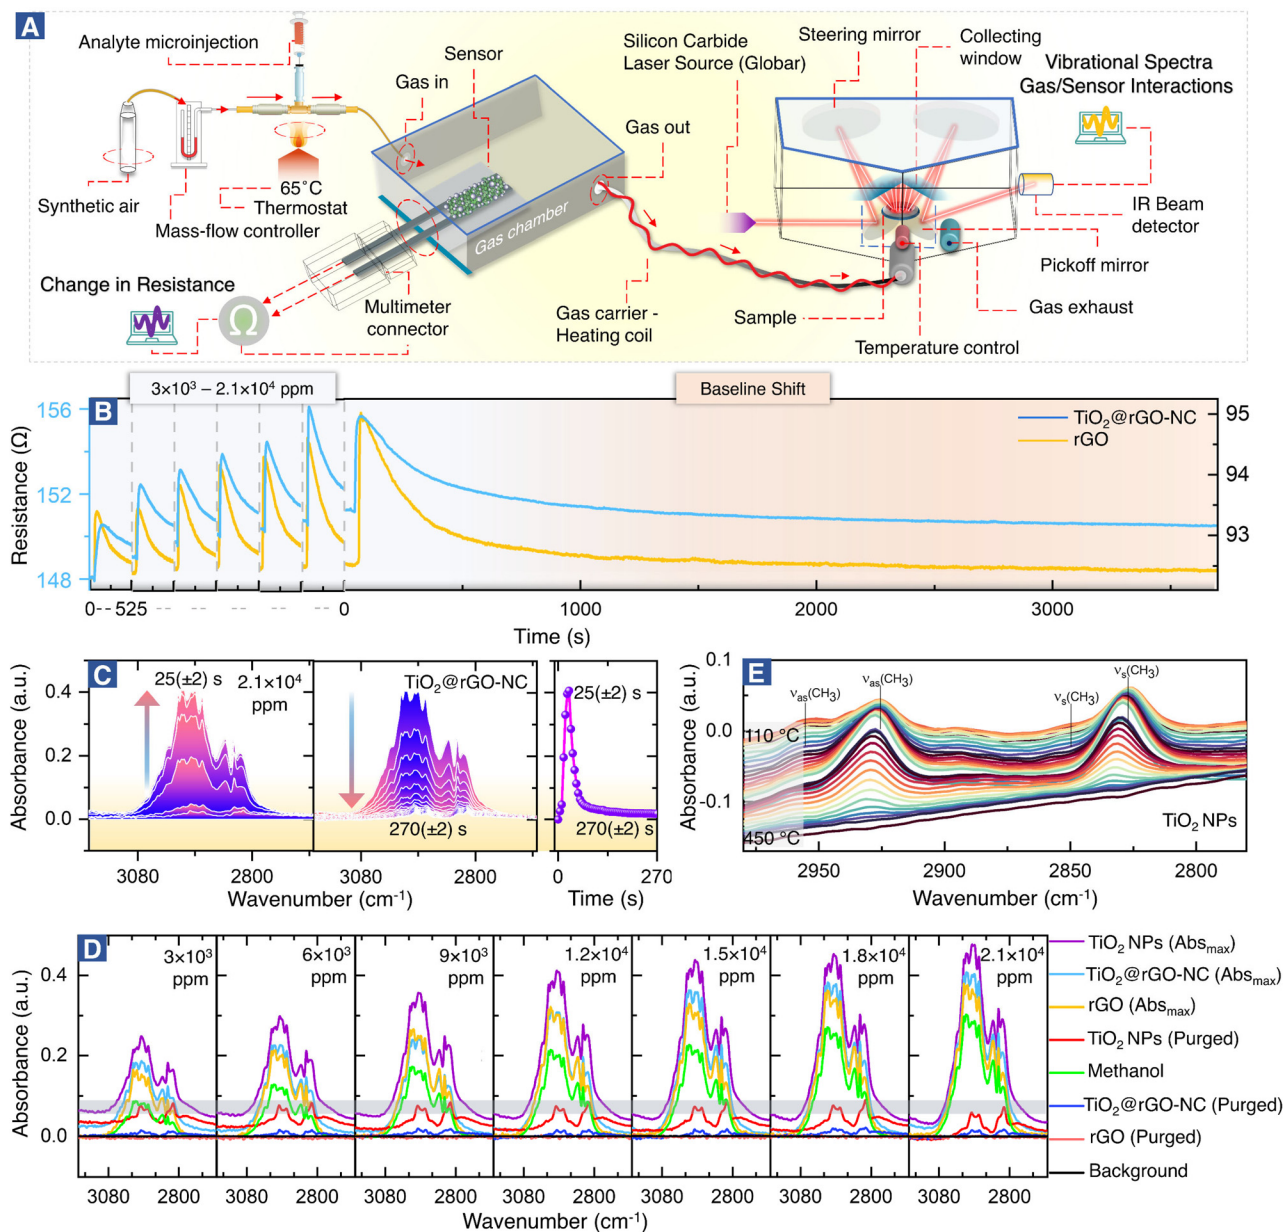 A
Analyte microinjection
Sensor
Gas in
Silicon Carbide
Laser Source (Globar)
Steering mirror
Collecting
window
Vibrational Spectra
Gas/Sensor Interactions
Gas out
Synthetic air
65°C
Thermostat
Mass-flow controller
Gas chamber
IR Beam
detector
Pickoff mirror
Change in Resistance
Ω
Multimeter
connector
Gas carrier -
Heating coil
Sample
Gas exhaust
Temperature control
B
3×10³ – 2.1×10⁴ ppm
Baseline Shift
TiO₂@rGO-NC
rGO
Resistance (Ω)
156
152
148
95
94
93
0--525
-- -- -- -- --
0
1000
2000
3000
Time (s)
C
25(±2) s
2.1×10⁴
ppm
TiO₂@rGO-NC
270(±2) s
25(±2) s
270(±2) s
Absorbance (a.u.)
0.4
0.2
0.0
3080 2800
3080 2800
0 270
Wavenumber (cm⁻¹)
Time (s)
E
Absorbance (a.u.)
0.1
0.0
-0.1
νas(CH₃)
νas(CH₃)
νs(CH₃)
νs(CH₃)
110 °C
450 °C
TiO₂ NPs
2950 2900 2850 2800
Wavenumber (cm⁻¹)
D
Absorbance (a.u.)
0.4
0.2
0.0
3×10³
ppm
6×10³
ppm
9×10³
ppm
1.2×10⁴
ppm
1.5×10⁴
ppm
1.8×10⁴
ppm
2.1×10⁴
ppm
3080 2800 3080 2800 3080 2800 3080 2800 3080 2800 3080 2800 3080 2800
Wavenumber (cm⁻¹)
TiO₂ NPs (Absmax)
TiO₂@rGO-NC (Absmax)
rGO (Absmax)
TiO₂ NPs (Purged)
Methanol
TiO₂@rGO-NC (Purged)
rGO (Purged)
Background